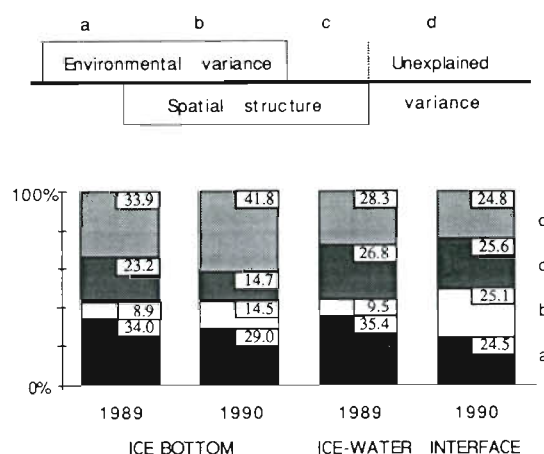 a b c d
Environmental variance Unexplained
Spatial structure variance
100%
33.9 41.8 28.3 24.8 d
23.2 14.7 26.8 25.6 c
8.9 14.5 9.5 25.1 b
34.0 29.0 35.4 24.5 a
0%
1989 1990 1989 1990
ICE BOTTOM ICE-WATER INTERFACE